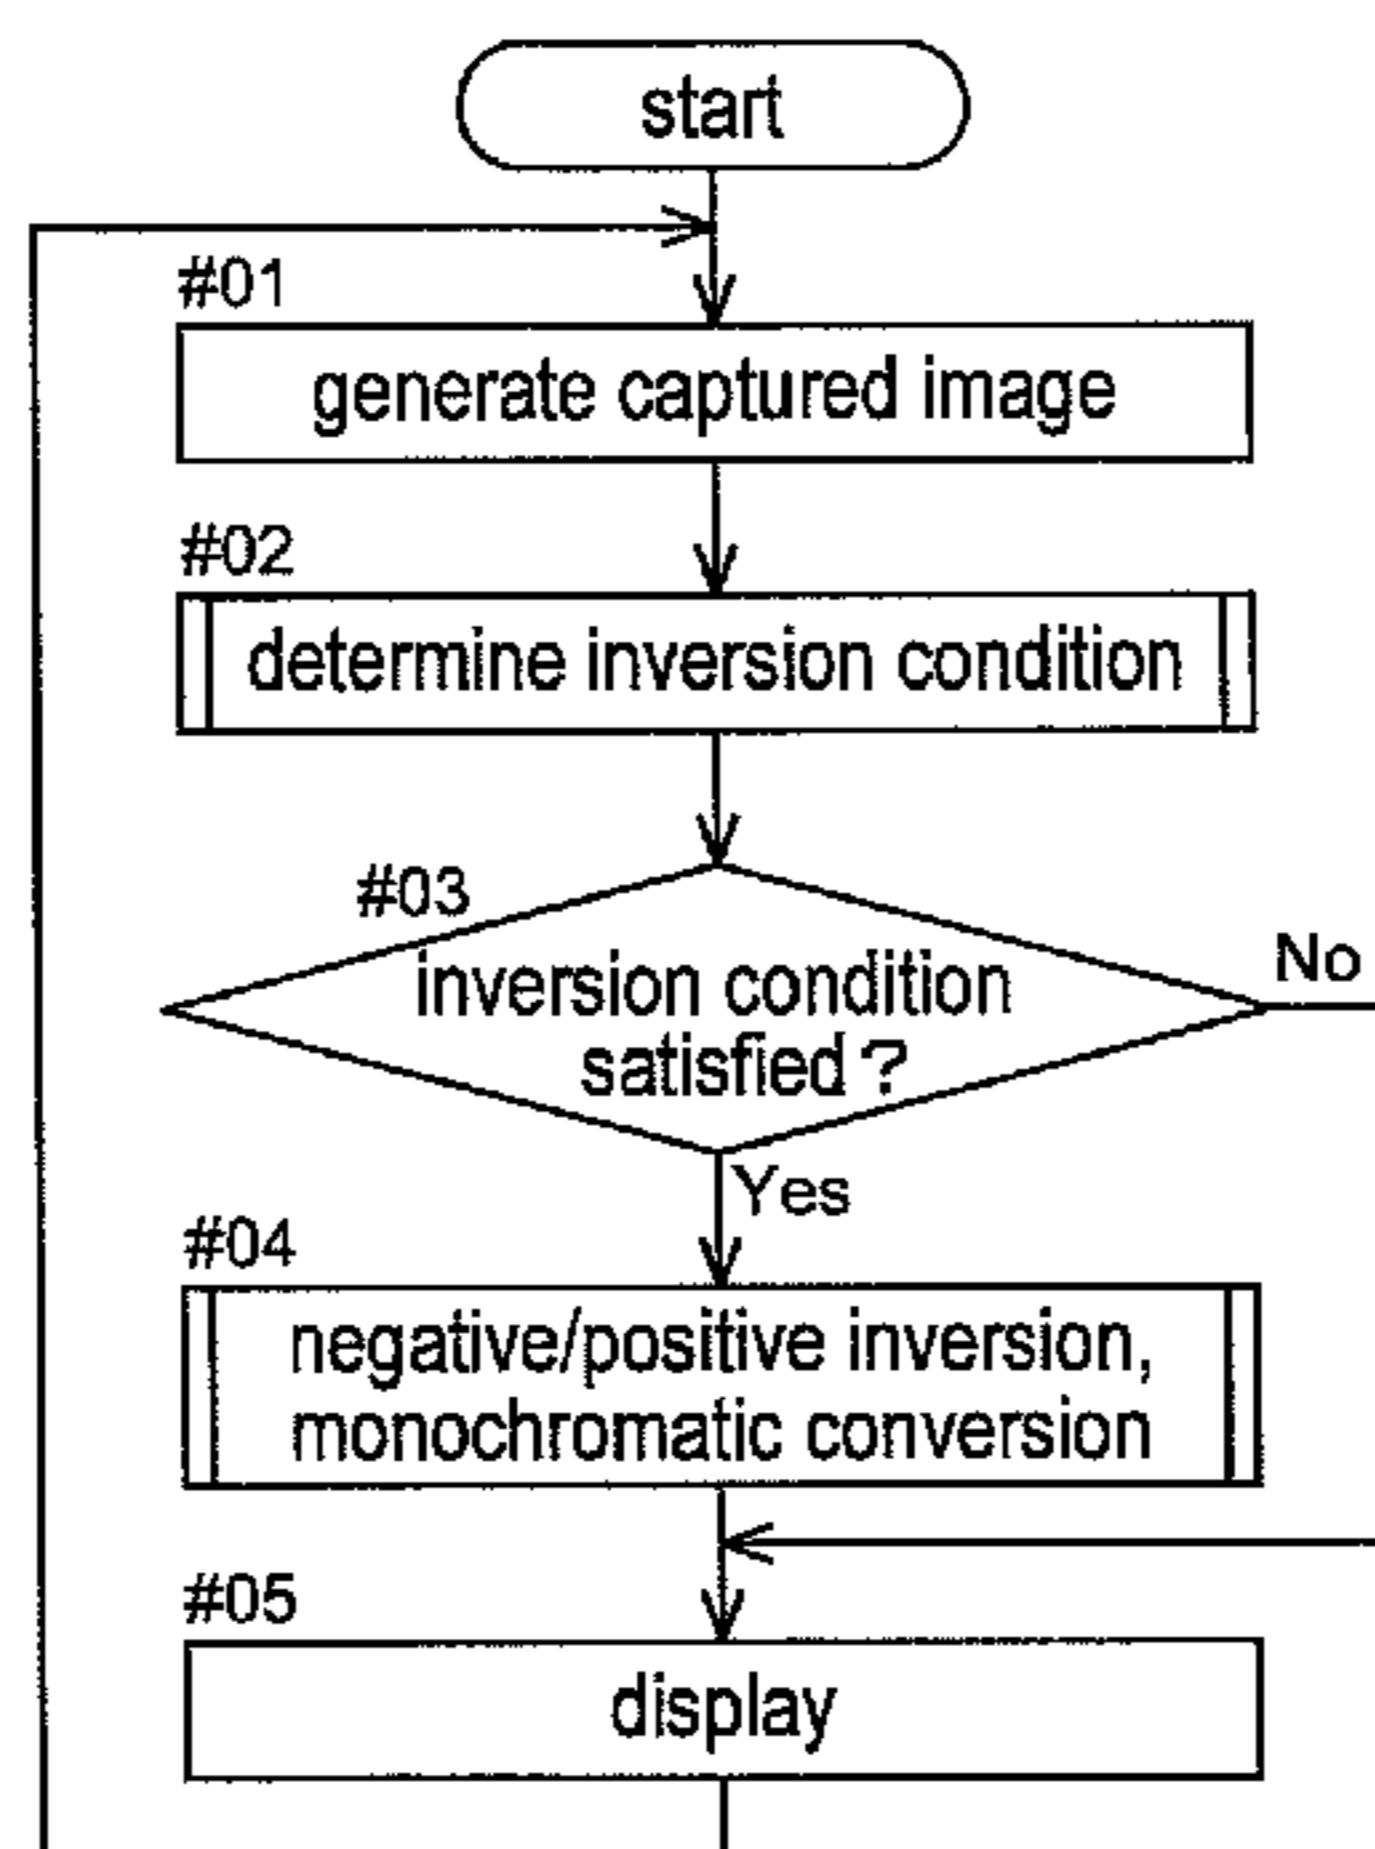 start
#01
generate captured image
#02
determine inversion condition
#03
inversion condition
satisfied?
No
Yes
#04
negative/positive inversion,
monochromatic conversion
#05
display